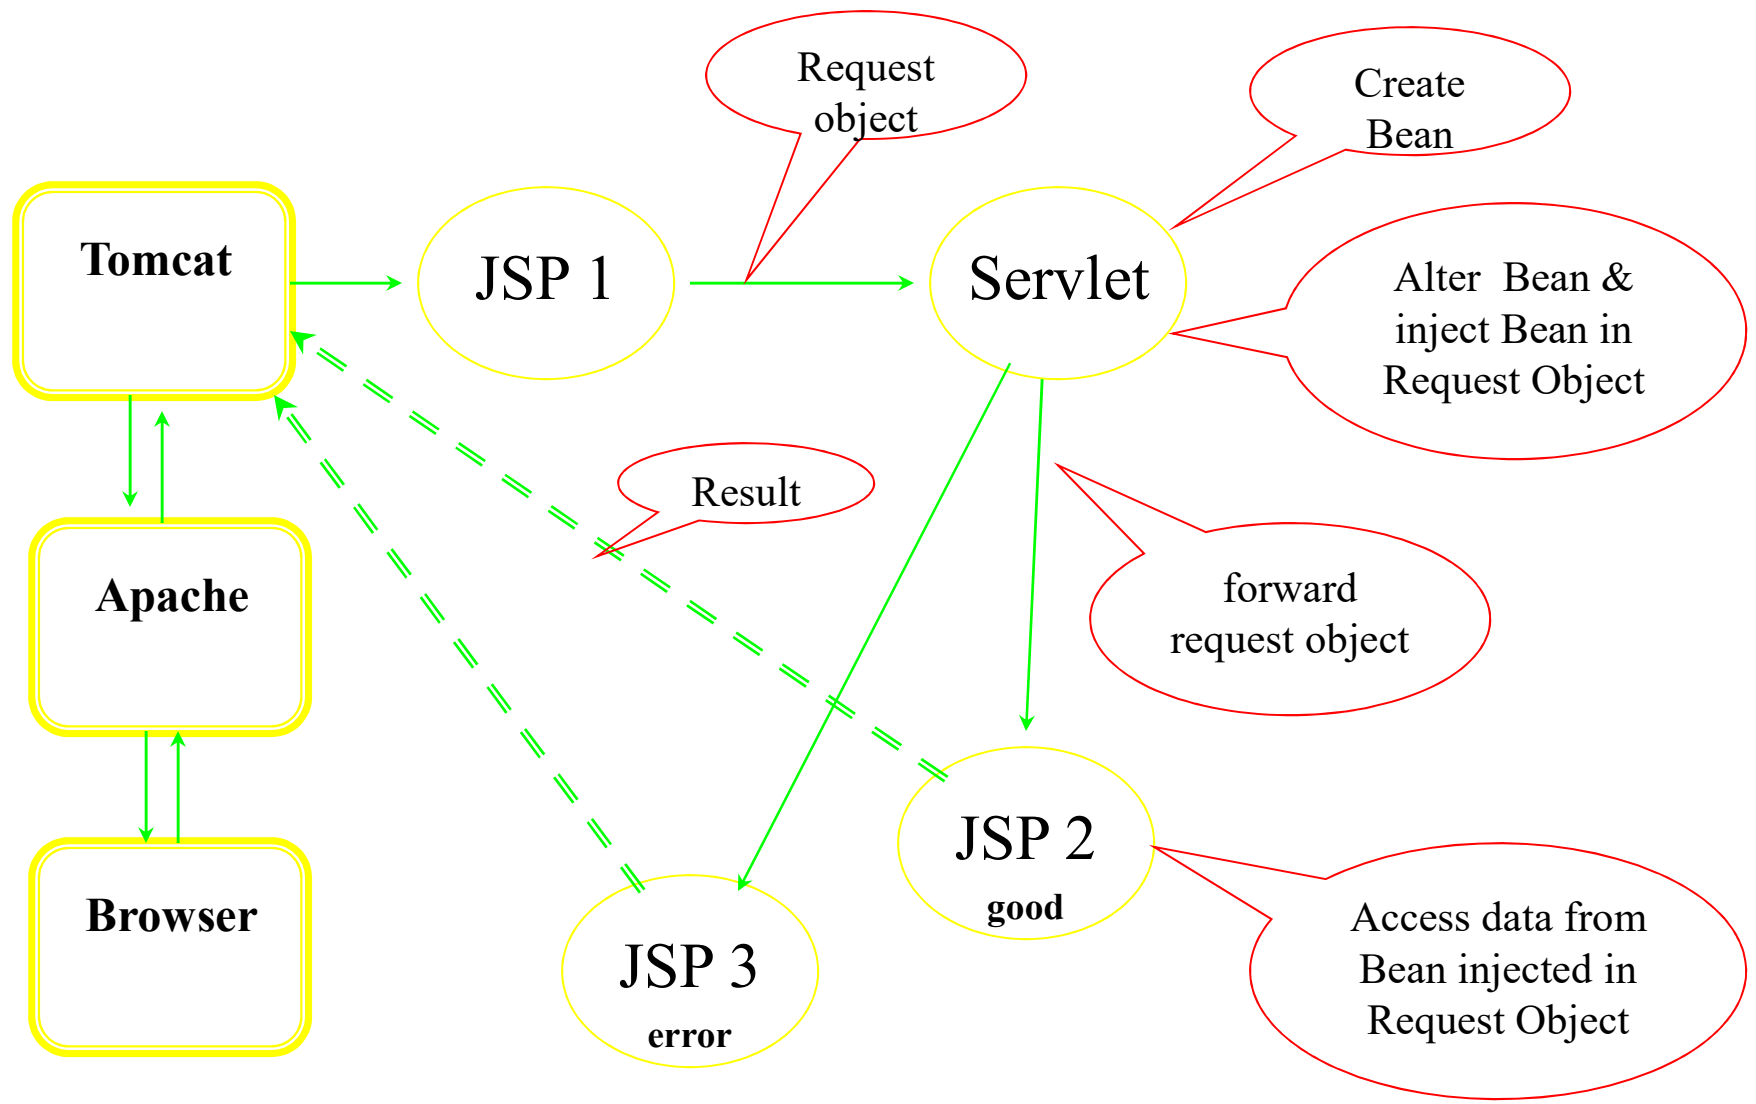 Request
object
Create
Bean
Tomcat
JSP 1
Servlet
Alter  Bean &
inject Bean in
Request Object
Result
Apache
forward
request object
JSP 2
good
Browser
JSP 3
error
Access data from
Bean injected in
Request Object